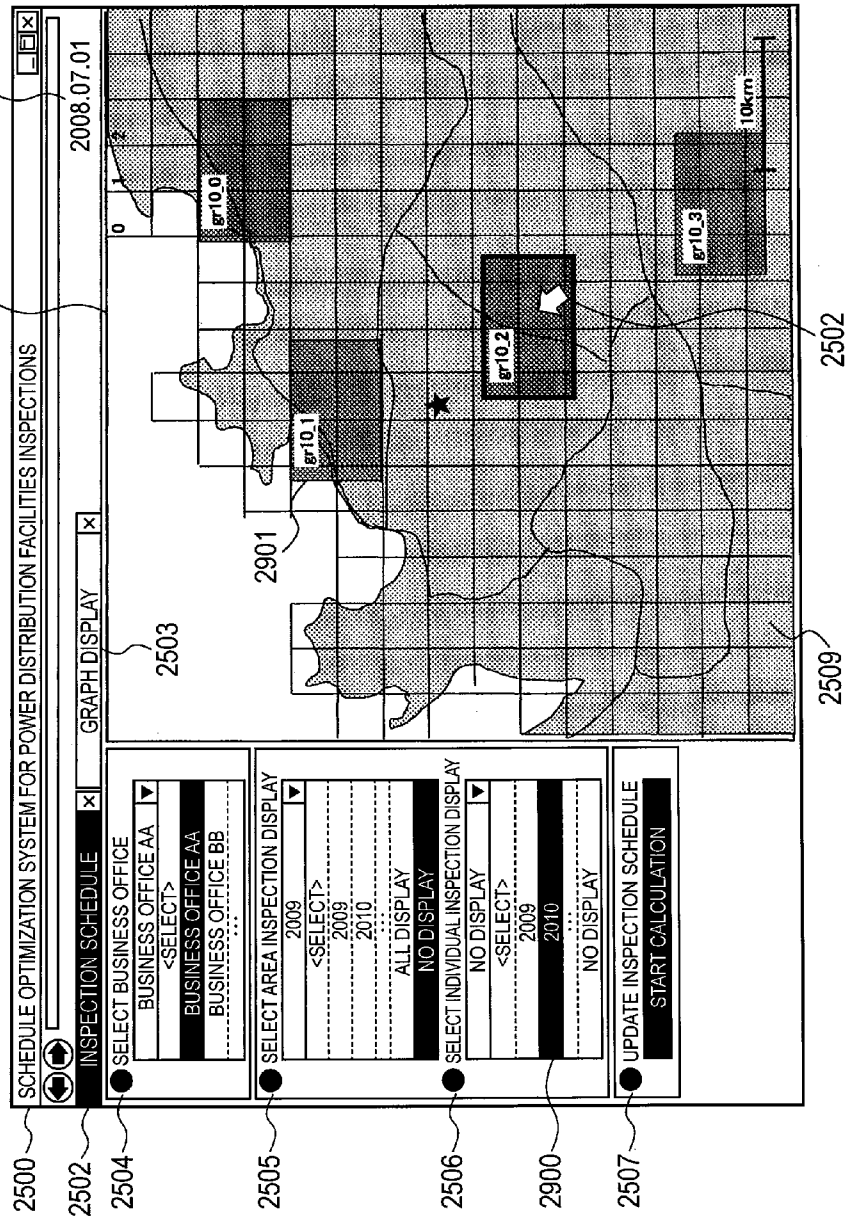 2500
SCHEDULE OPTIMIZATION SYSTEM FOR POWER DISTRIBUTION FACILITIES INSPECTIONS
2502
INSPECTION SCHEDULE
GRAPH DISPLAY
2503
2008.07.01
2504
SELECT BUSINESS OFFICE
BUSINESS OFFICE AA
<SELECT>
BUSINESS OFFICE AA
BUSINESS OFFICE BB
...
2505
SELECT AREA INSPECTION DISPLAY
2009
<SELECT>
2009
2010
...
ALL DISPLAY
NO DISPLAY
2506
SELECT INDIVIDUAL INSPECTION DISPLAY
NO DISPLAY
<SELECT>
2009
2010
...
NO DISPLAY
2900
2507
UPDATE INSPECTION SCHEDULE
START CALCULATION
0 1 2
gr10_0
gr10_1
2901
gr10_2
gr10_3
10km
2502
2509